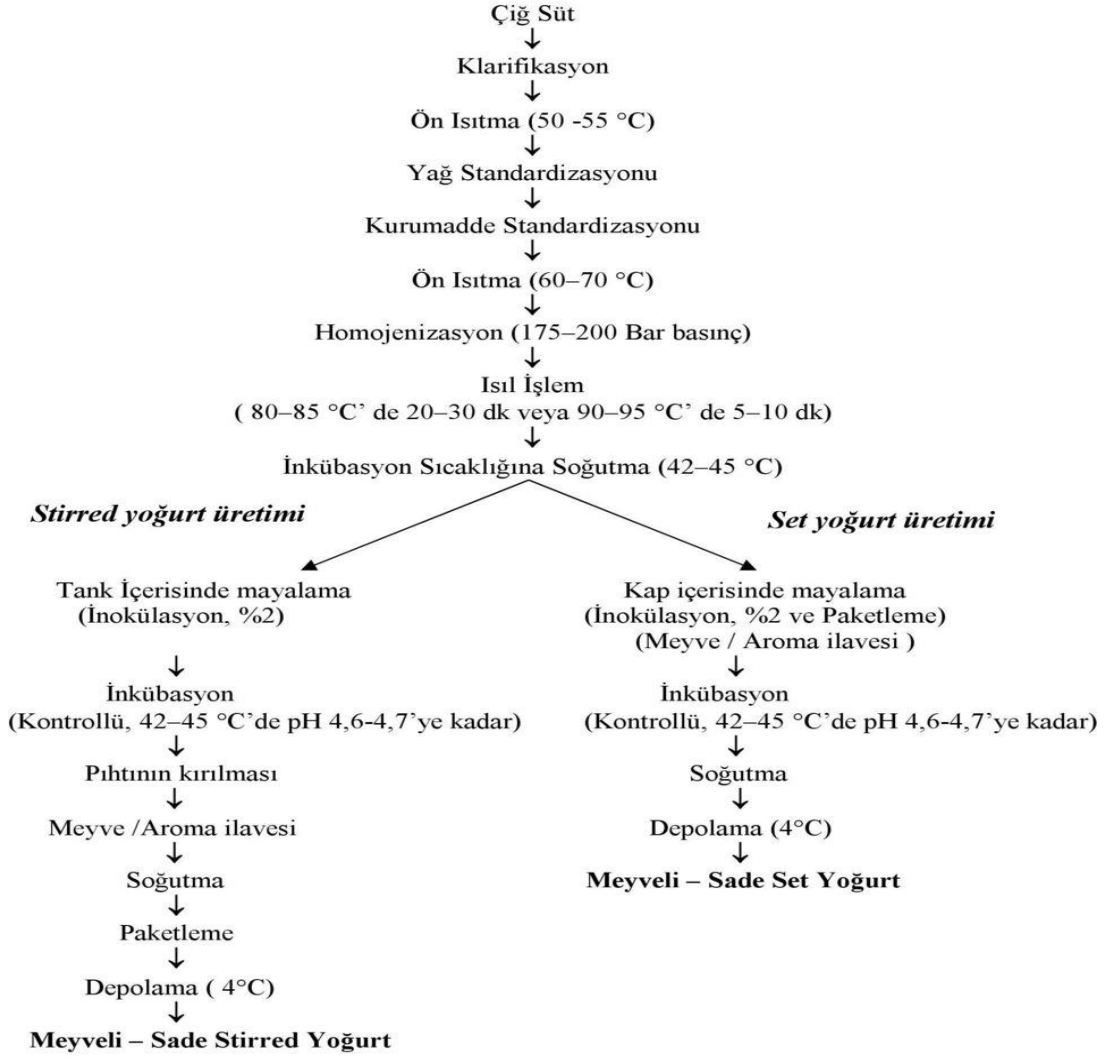 Çiğ Süt
↓
Klarifikasyon
↓
Ön Isıtma (50 -55 °C)
↓
Yağ Standardizasyonu
↓
Kurumadde Standardizasyonu
↓
Ön Isıtma (60–70 °C)
↓
Homojenizasyon (175–200 Bar basınç)
↓
Isıl İşlem
( 80–85 °C’ de 20–30 dk veya 90–95 °C’ de 5–10 dk)
↓
İnkübasyon Sıcaklığına Soğutma (42–45 °C)
Stirred yoğurt üretimi
Tank İçerisinde mayalama
(İnokülasyon, %2)
↓
İnkübasyon
(Kontrollü, 42–45 °C’de pH 4,6-4,7’ye kadar)
↓
Pıhtının kırılması
↓
Meyve /Aroma ilavesi
↓
Soğutma
↓
Paketleme
↓
Depolama ( 4°C)
↓
Meyveli – Sade Stirred Yoğurt
Set yoğurt üretimi
Kap içerisinde mayalama
(İnokülasyon, %2 ve Paketleme)
(Meyve / Aroma ilavesi )
↓
İnkübasyon
(Kontrollü, 42–45 °C’de pH 4,6-4,7’ye kadar)
↓
Soğutma
↓
Depolama (4°C)
↓
Meyveli – Sade Set Yoğurt